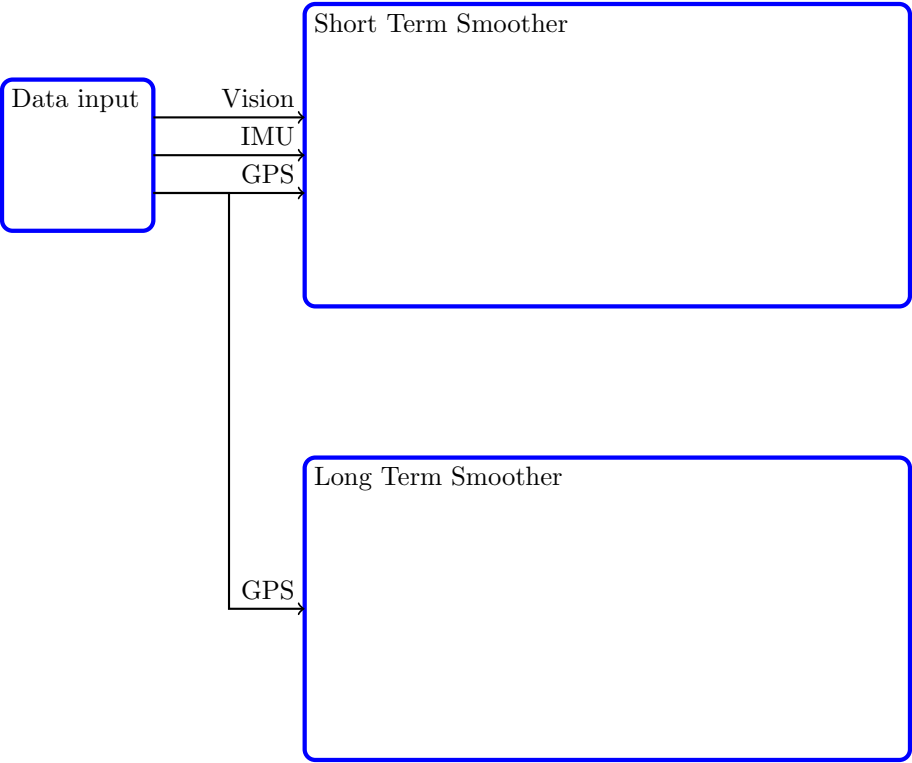 Short Term Smoother
Data input
Vision
IMU
GPS
Long Term Smoother
GPS